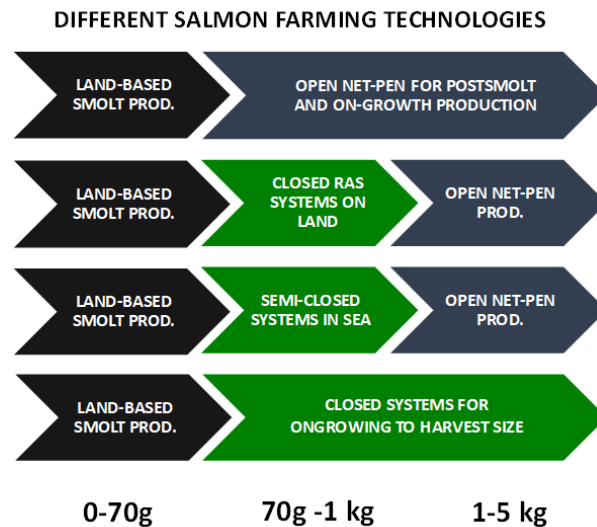 DIFFERENT SALMON FARMING TECHNOLOGIES
LAND-BASED
SMOLT PROD.
OPEN NET-PEN FOR POSTSMOLT
AND ON-GROWTH PRODUCTION
LAND-BASED
SMOLT PROD.
CLOSED RAS
SYSTEMS ON
LAND
OPEN NET-PEN
PROD.
LAND-BASED
SMOLT PROD.
SEMI-CLOSED
SYSTEMS IN SEA
OPEN NET-PEN
PROD.
LAND-BASED
SMOLT PROD.
CLOSED SYSTEMS FOR
ONGROWING TO HARVEST SIZE
0-70g
70g -1 kg
1-5 kg